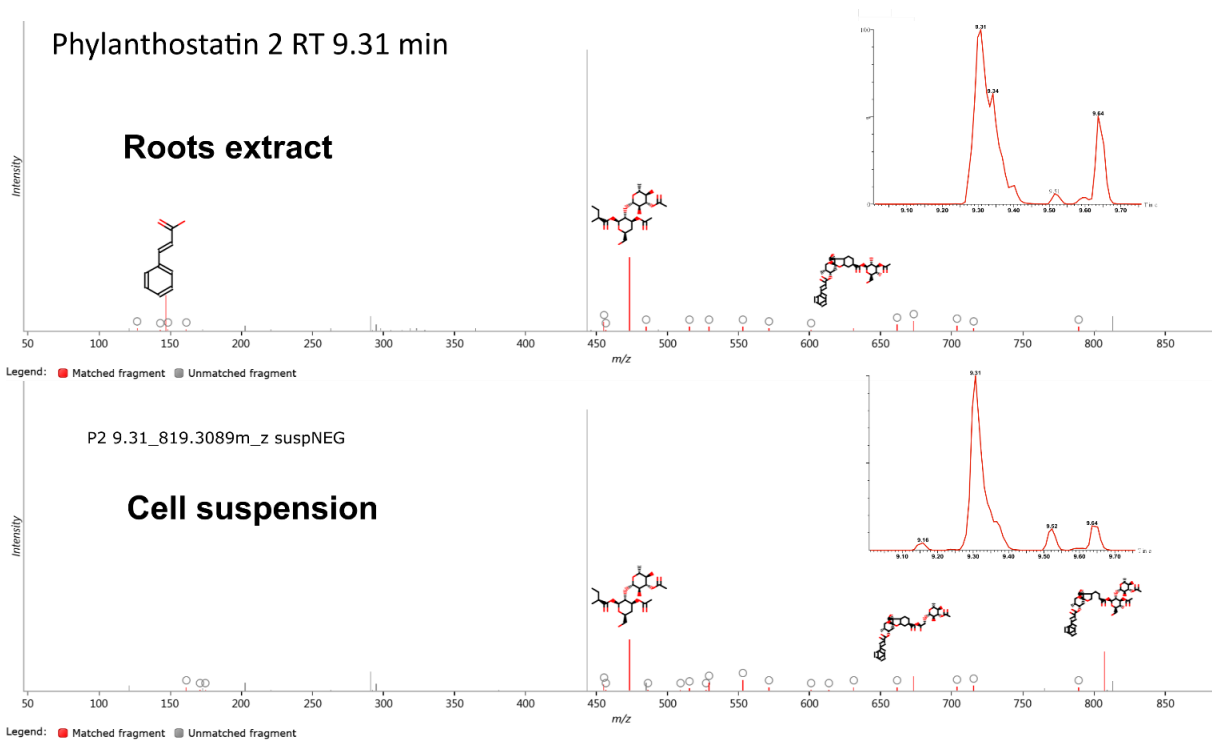 Phylanthostatin 2 RT 9.31 min
Roots extract
Intensity
9.31
9.34
9.64
9.10 9.20 9.30 9.40 9.50 9.60 9.70
50 100 150 200 250 300 350 400 450 500 550 600 650 700 750 800 850
m/z
Legend: Matched fragment Unmatched fragment
P2 9.31_819.3089m_z suspNEG
Cell suspension
Intensity
9.31
9.16
9.52
9.64
9.10 9.20 9.30 9.40 9.50 9.60 9.70
50 100 150 200 250 300 350 400 450 500 550 600 650 700 750 800 850
m/z
Legend: Matched fragment Unmatched fragment